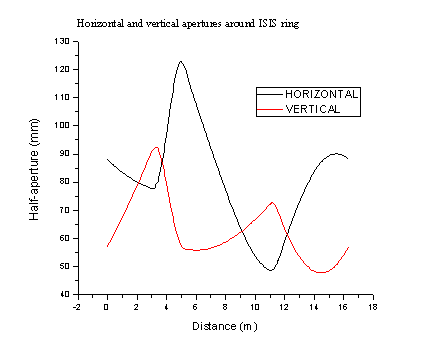 Horizontal and vertical apertures around ISIS ring
130
120
110
100
90
80
70
60
50
40
Half-aperture (mm)
HORIZONTAL
VERTICAL
-2 0 2 4 6 8 10 12 14 16 18
Distance (m)